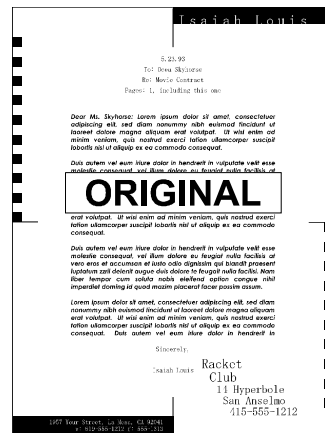 Isaiah Louis
5.23.93
To: Orea Skyhorse
Re: Movie Contract
Pages: 1, including this one
Dear Ms. Skyhorse: Lorem ipsum dolor sit amet, consectetuer
adipiscing elit, sed diam nonummy nibh euismod tincidunt ut
laoreet dolore magna aliquam erat volutpat. Ut wisi enim ad
minim veniam, quis nostrud exerci tation ullamcorper suscipit
lobortis nisl ut aliquip ex ea commodo consequat.
Duis autem vel eum iriure dolor in hendrerit in vulputate velit esse
molestie consequat, vel illum dolore eu feugiat nulla facilisis at
ORIGINAL
erat volutpat. Ut wisi enim ad minim veniam, quis nostrud exerci
tation ullamcorper suscipit lobortis nisl ut aliquip ex ea commodo
consequat.
Duis autem vel eum iriure dolor in hendrerit in vulputate velit esse
molestie consequat, vel illum dolore eu feugiat nulla facilisis at
vero eros et accumsan et iusto odio dignissim qui blandit praesent
luptatum zzril delenit augue duis dolore te feugait nulla facilisi. Nam
liber tempor cum soluta nobis eleifend option congue nihil
imperdiet doming id quod mazim placerat facer possim assum.
Lorem ipsum dolor sit amet, consectetuer adipiscing elit, sed diam
nonummy nibh euismod tincidunt ut laoreet dolore magna aliquam
erat volutpat. Ut wisi enim ad minim veniam, quis nostrud exerci
tation ullamcorper suscipit lobortis nisl ut aliquip ex ea commodo
consequat. Duis autem vel eum iriure dolor in hendrerit in
Sincerely,
Isaiah Louis
Racket
Club
14 Hyperbole
San Anselmo
415-555-1212
1957 Your Street, La Mesa, CA 92041